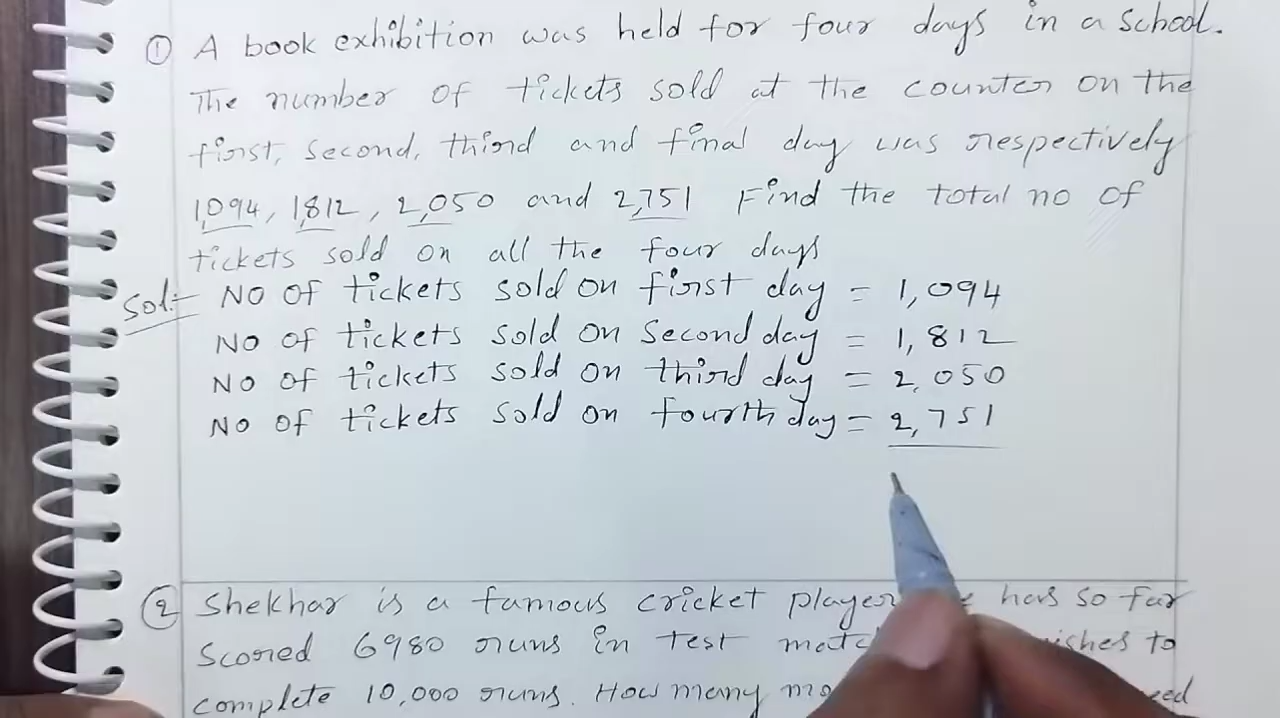 ① A book exhibition was held for four days in a school.
The number of tickets sold at the counter on the
first, second, third and final day was respectively
1,094, 1,812, 2,050 and 2,751 Find the total no of
tickets sold on all the four days
Sol:- No of tickets sold on first day = 1,094
No of tickets sold on second day = 1,812
No of tickets sold on third day = 2,050
No of tickets sold on fourth day = 2,751
② Shekhar is a famous cricket player has so far
scored 6980 runs in test to
complete 10,000 runs. How many